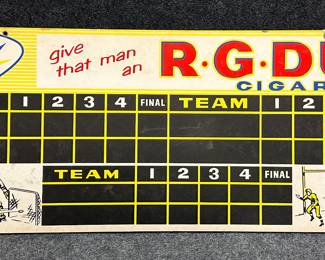 give that man an
R·G·DU
CIGAR
1 2 3 4 FINAL TEAM 1 2
TEAM 1 2 3 4 FINAL